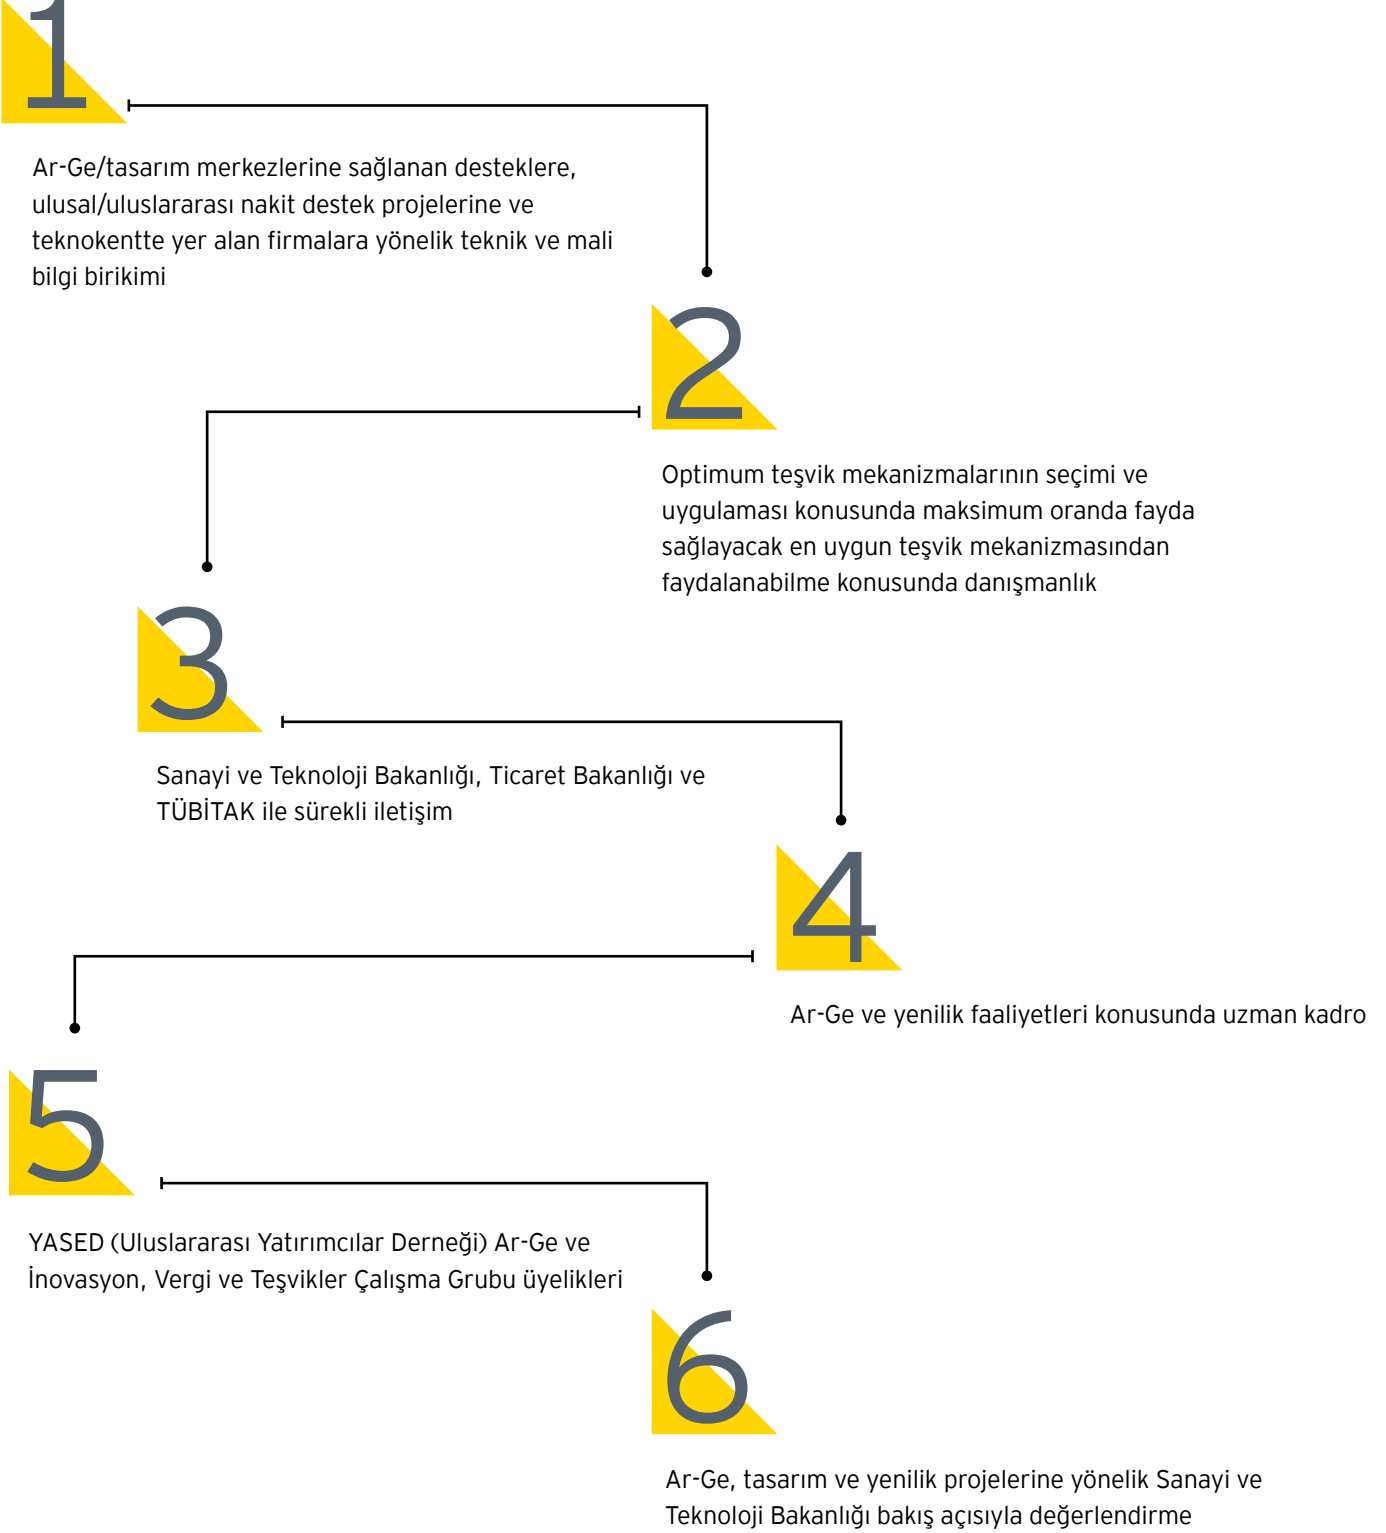 1
Ar-Ge/tasarım merkezlerine sağlanan desteklere,
ulusal/uluslararası nakit destek projelerine ve
teknokentte yer alan firmalara yönelik teknik ve mali
bilgi birikimi
2
Optimum teşvik mekanizmalarının seçimi ve
uygulaması konusunda maksimum oranda fayda
sağlayacak en uygun teşvik mekanizmasından
faydalanabilme konusunda danışmanlık
3
Sanayi ve Teknoloji Bakanlığı, Ticaret Bakanlığı ve
TÜBİTAK ile sürekli iletişim
4
Ar-Ge ve yenilik faaliyetleri konusunda uzman kadro
5
YASED (Uluslararası Yatırımcılar Derneği) Ar-Ge ve
İnovasyon, Vergi ve Teşvikler Çalışma Grubu üyelikleri
6
Ar-Ge, tasarım ve yenilik projelerine yönelik Sanayi ve
Teknoloji Bakanlığı bakış açısıyla değerlendirme